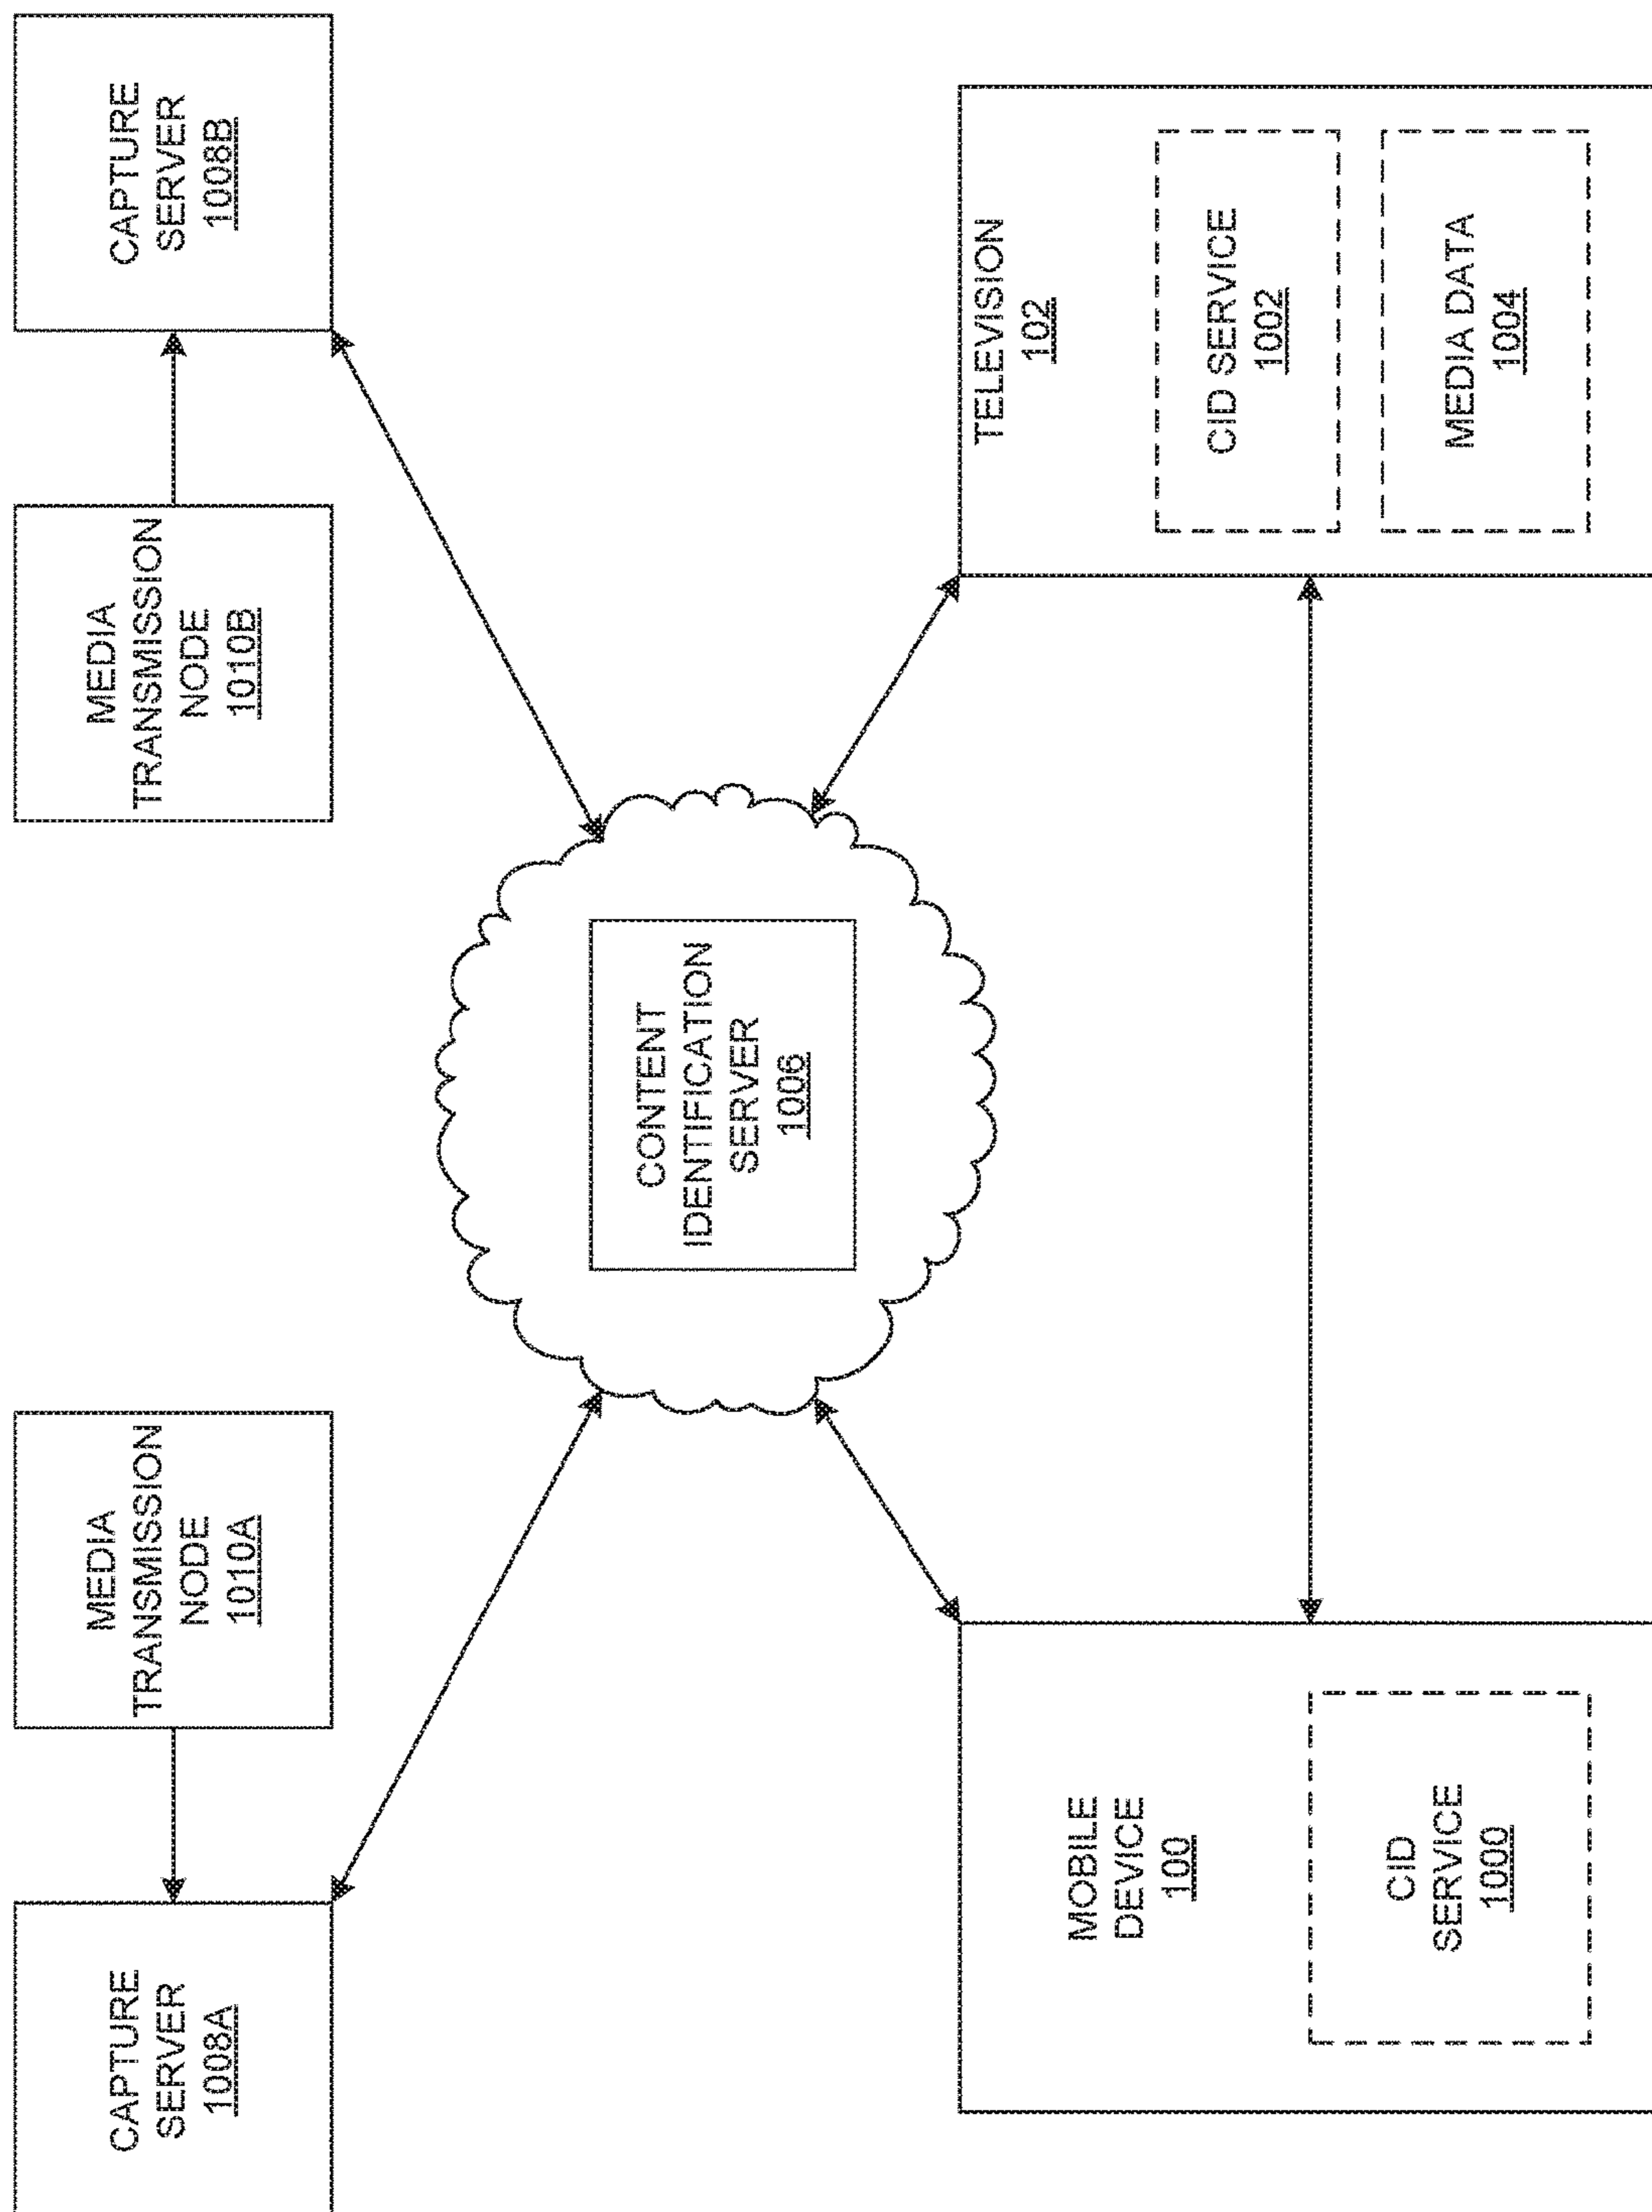 CAPTURE
SERVER
1008A
MEDIA
TRANSMISSION
NODE
1010A
MEDIA
TRANSMISSION
NODE
1010B
CAPTURE
SERVER
1008B
CONTENT
IDENTIFICATION
SERVER
1006
MOBILE
DEVICE
100
CID
SERVICE
1000
TELEVISION
102
CID SERVICE
1002
MEDIA DATA
1004